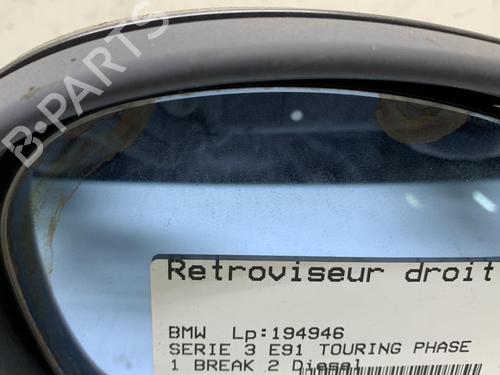 B-PARTS
Retroviseur droit
BMW Lp:194946
SERIE 3 E91 TOURING PHASE
1 BREAK 2 Diesel